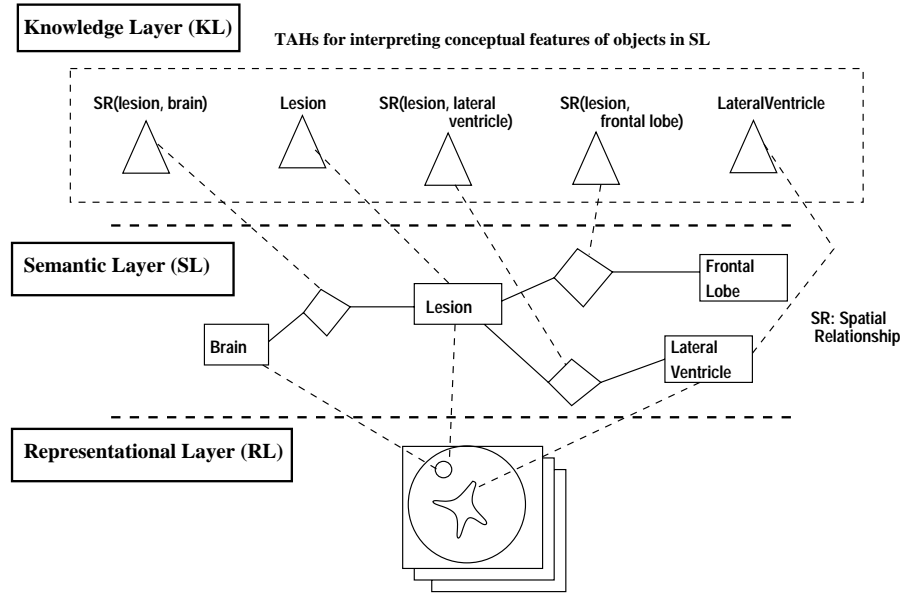 Knowledge Layer (KL)
TAHs for interpreting conceptual features of objects in SL
SR(lesion, brain)
Lesion
SR(lesion, lateral
ventricle)
SR(lesion,
frontal lobe)
LateralVentricle
Semantic Layer (SL)
Brain
Lesion
Frontal
Lobe
Lateral
Ventricle
SR: Spatial
Relationship
Representational Layer (RL)